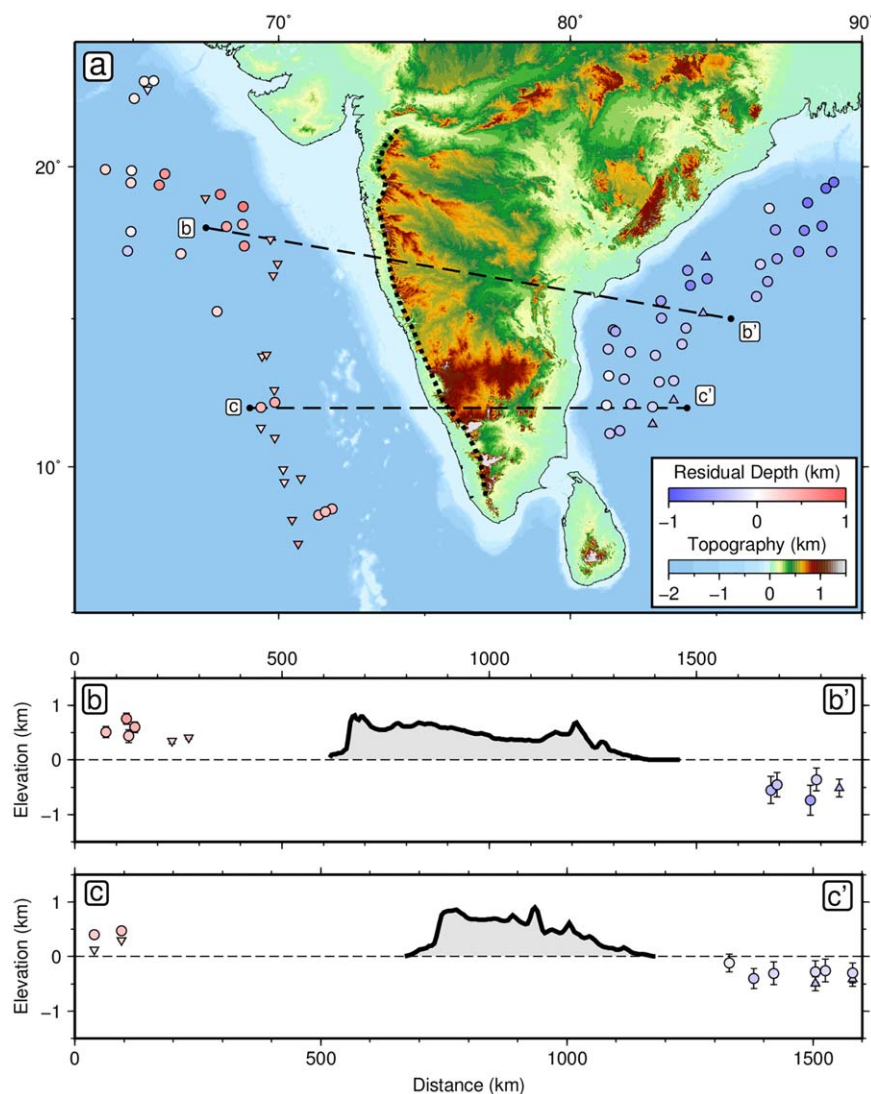 70˚ 80˚ 90˚
a
20˚
10˚
b
b'
c
c'
Residual Depth (km)
−1 0 1
Topography (km)
−2 −1 0 1
0 500 1000 1500
b b'
Elevation (km)
1
0
−1
c c'
Elevation (km)
1
0
−1
0 500 1000 1500
Distance (km)